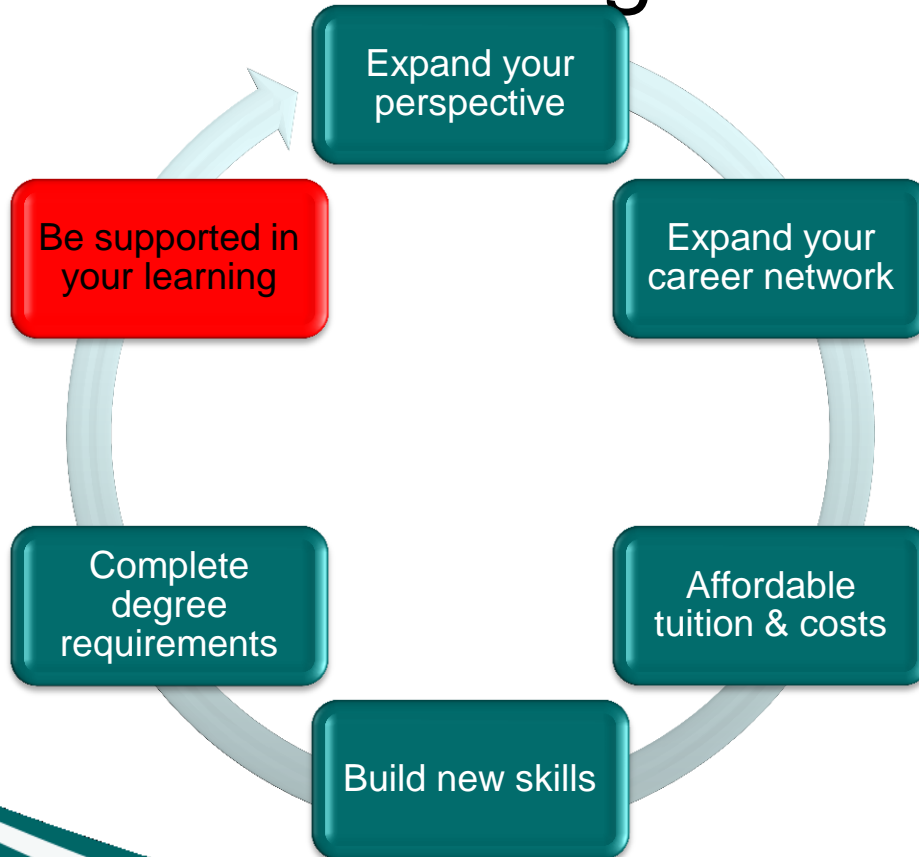 Expand your
perspective
Expand your
career network
Affordable
tuition & costs
Build new skills
Complete
degree
requirements
Be supported in
your learning